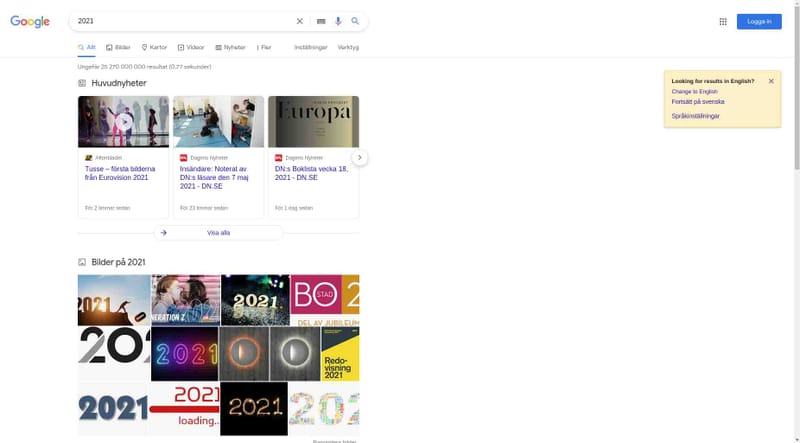 Google
2021
Logga in
Allt
Bilder
Kartor
Videor
Nyheter
Fler
Inställningar
Verktyg
Ungefär 25 270 000 000 resultat (0,77 sekunder)
Looking for results in English?
Change to English
Fortsätt på svenska
Språkinställningar
Huvudnyheter
Europa
Aftonbladet
Tusse – första bilderna
från Eurovision 2021
För 2 timmar sedan
Dagens Nyheter
Insändare: Noterat av
DN:s läsare den 7 maj
2021 - DN.SE
För 23 timmar sedan
Dagens Nyheter
DN:s Boklista vecka 18,
2021 - DN.SE
För 1 dag sedan
Visa alla
Bilder på 2021
2021
2021.
BO 2
STAD
DEL AV JUBILEUM
2021
Redo-
visning
2021
2021
2021
loading..
2021
202